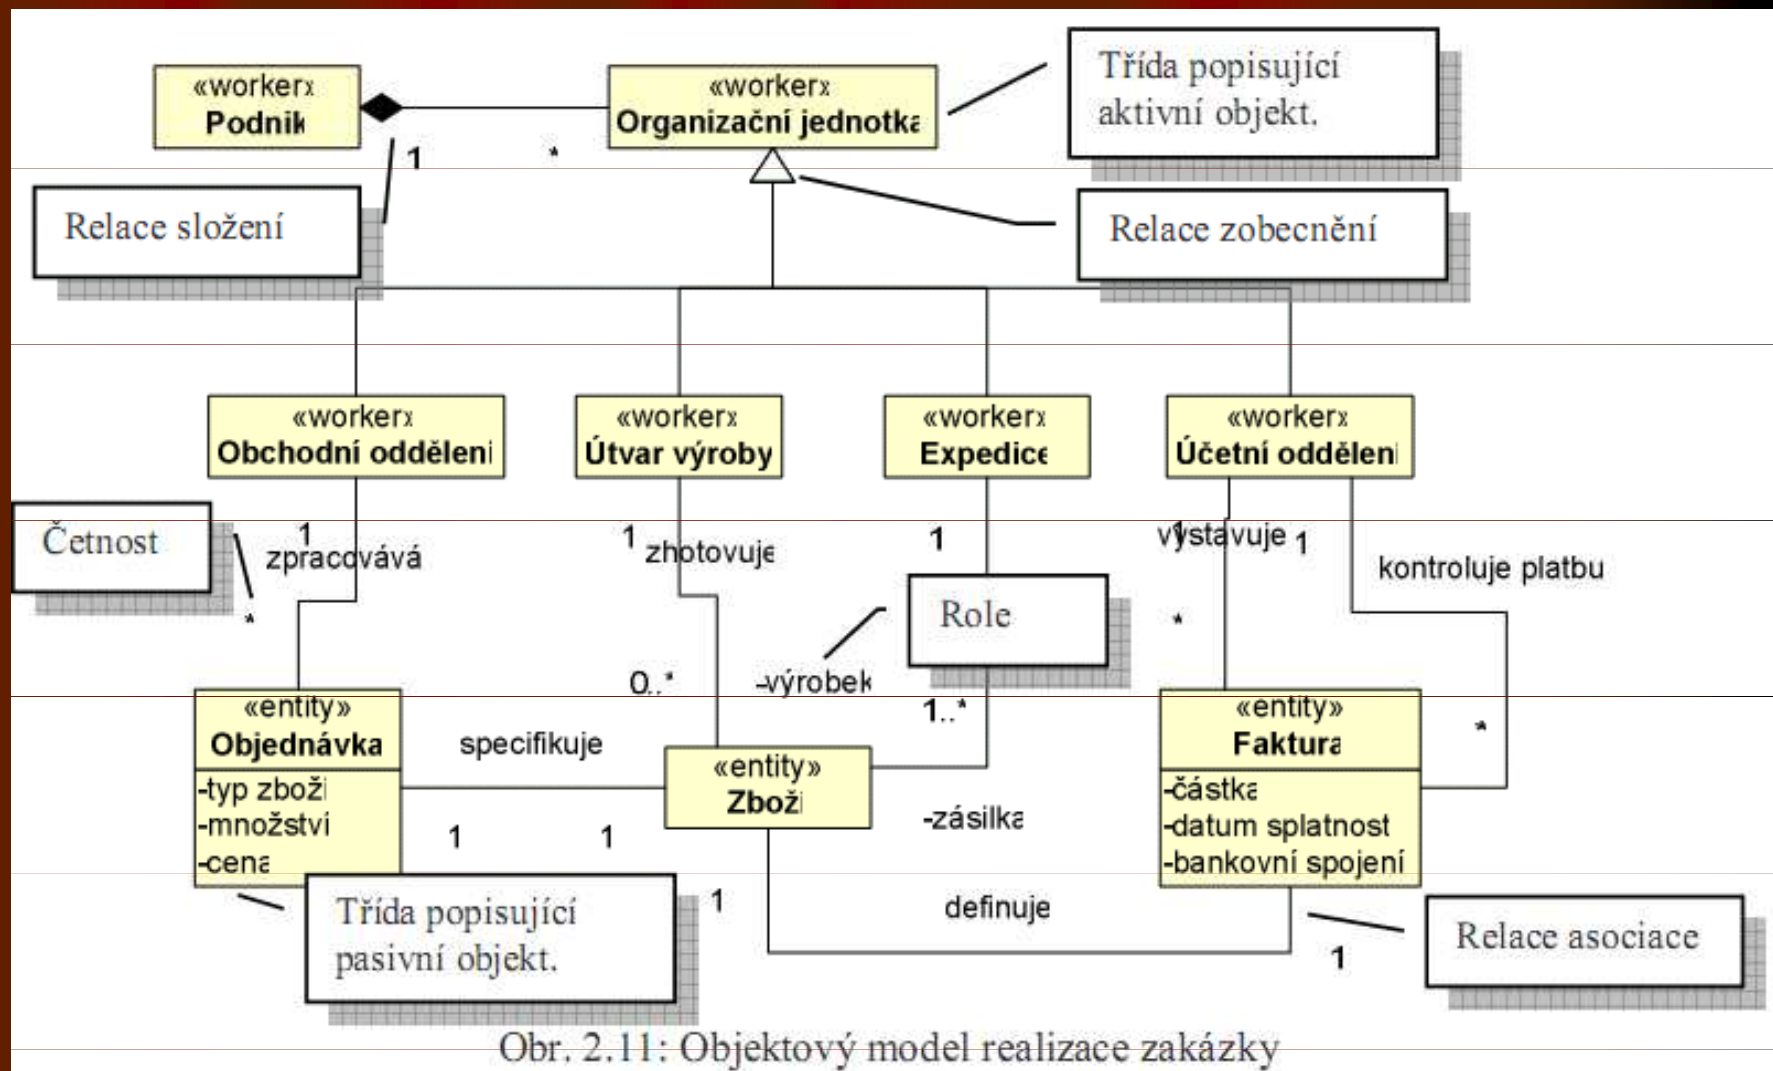 «worker»
Podnik
«worker»
Organizační jednotka
Třída popisující
aktivní objekt.
1
*
Relace složení
Relace zobecnění
«worker»
Obchodní oddělení
«worker»
Útvar výroby
«worker»
Expedice
«worker»
Účetní oddělení
Četnost
1
zpracovává
*
1
zhotovuje
0..*
1
Role
-výrobek
1..*
1
vystavuje
*
1
kontroluje platbu
*
«entity»
Objednávka
-typ zboží
-množství
-cena
specifikuje
1
1
«entity»
Zboží
-zásilka
«entity»
Faktura
-částka
-datum splatnost
-bankovní spojení
Třída popisující
pasivní objekt.
1
definuje
1
Relace asociace
Obr. 2.11: Objektový model realizace zakázky